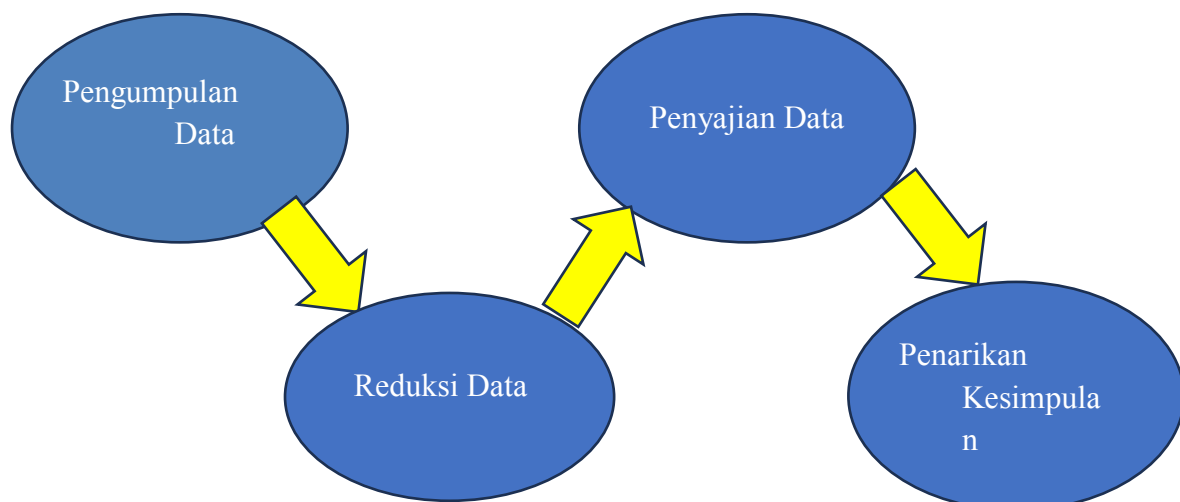 Pengumpulan
Data
Reduksi Data
Penyajian Data
Penarikan
Kesimpula
n